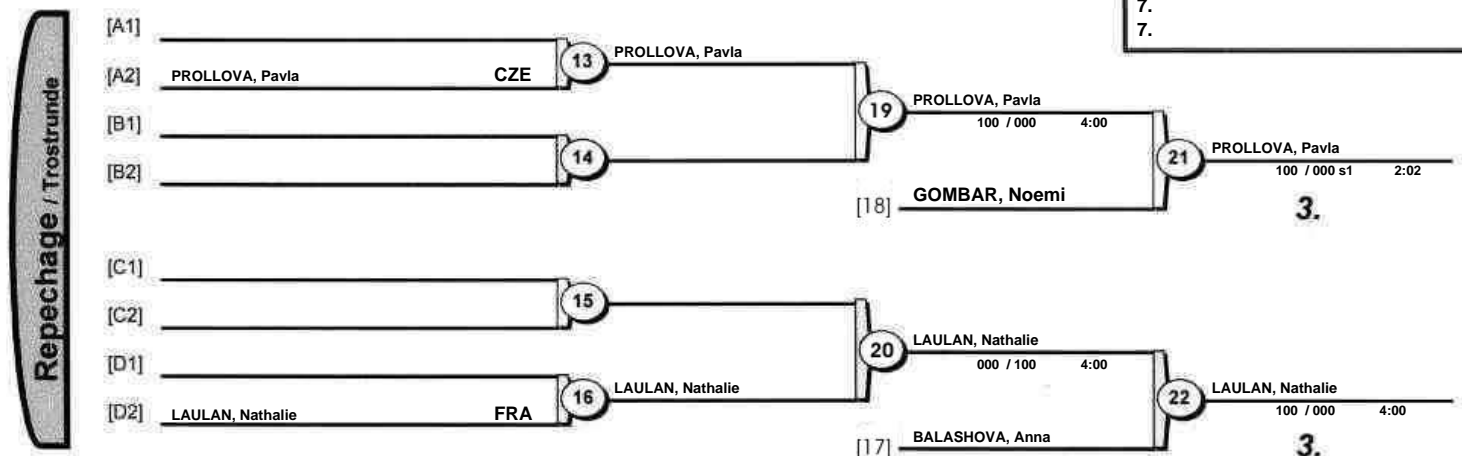 7.
7.
Repechage / Trostrunde
[A1]
[A2] PROLLOVA, Pavla CZE
13
PROLLOVA, Pavla
[B1]
[B2]
14
19
PROLLOVA, Pavla
100 / 000 4:00
[18] GOMBAR, Noemi
21
PROLLOVA, Pavla
100 / 000 s1 2:02
3.
[C1]
[C2]
15
[D1]
[D2] LAULAN, Nathalie FRA
16
LAULAN, Nathalie
20
LAULAN, Nathalie
000 / 100 4:00
[17] BALASHOVA, Anna
22
LAULAN, Nathalie
100 / 000 4:00
3.